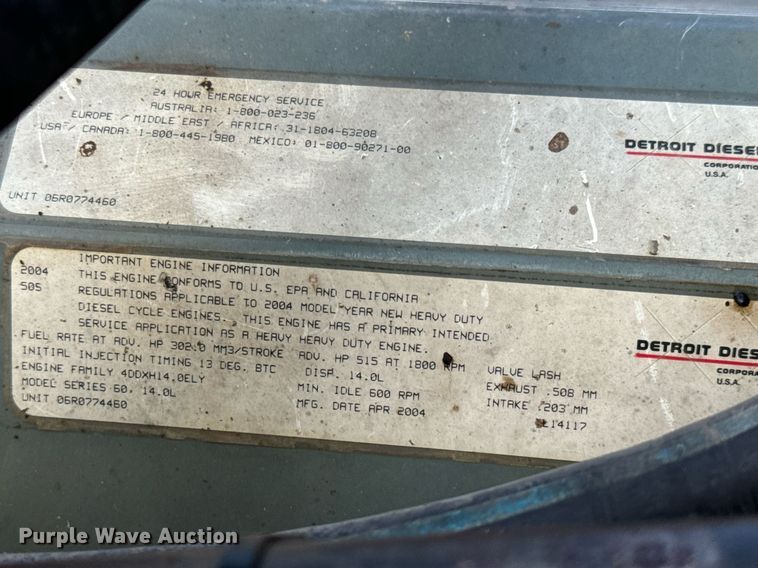 24 HOUR EMERGENCY SERVICE
AUSTRALIA: 1-800-023-236
EUROPE / MIDDLE EAST / AFRICA: 31-1804-63208
USA / CANADA: 1-800-445-1980 MEXICO: 01-800-90271-00
UNIT 06R0774460
DETROIT DIESEL
CORPORATION
U.S.A.
2004
50S
IMPORTANT ENGINE INFORMATION
THIS ENGINE CONFORMS TO U.S. EPA AND CALIFORNIA
REGULATIONS APPLICABLE TO 2004 MODEL YEAR NEW HEAVY DUTY
DIESEL CYCLE ENGINES. THIS ENGINE HAS A PRIMARY INTENDED
SERVICE APPLICATION AS A HEAVY HEAVY DUTY ENGINE.
FUEL RATE AT ADV. HP 302.0 MM3/STROKE ADV. HP 515 AT 1800 RPM
INITIAL INJECTION TIMING 13 DEG. BTC DISP. 14.0L
ENGINE FAMILY 4DDXH14.0ELY MIN. IDLE 600 RPM
MODEL SERIES 60, 14.0L MFG. DATE APR 2004
UNIT 06R0774460
VALVE LASH
EXHAUST .508 MM
INTAKE .203 MM
14117
DETROIT DIES
CORPORA
U.S.A.
Purple Wave Auction